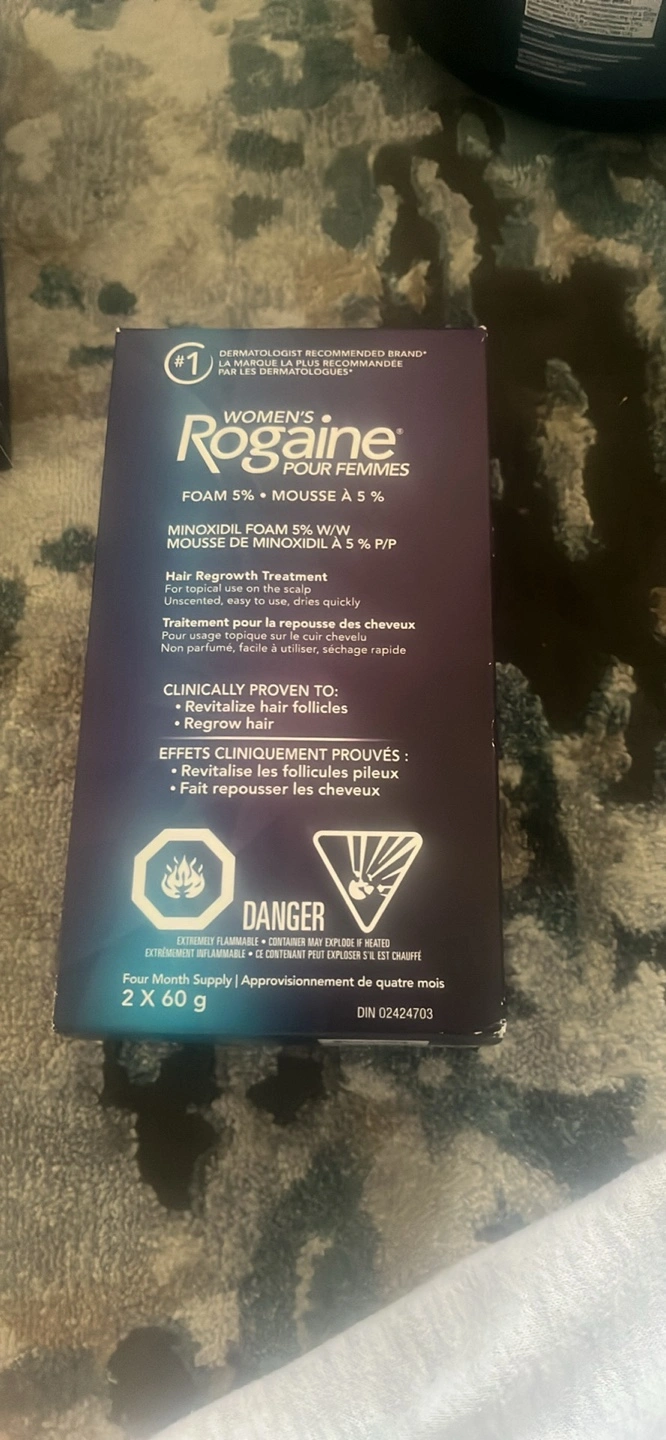 #1
DERMATOLOGIST RECOMMENDED BRAND*
LA MARQUE LA PLUS RECOMMANDÉE
PAR LES DERMATOLOGUES*
WOMEN'S
Rogaine®
POUR FEMMES
FOAM 5% • MOUSSE À 5 %
MINOXIDIL FOAM 5% W/W
MOUSSE DE MINOXIDIL À 5 % P/P
Hair Regrowth Treatment
For topical use on the scalp
Unscented, easy to use, dries quickly
Traitement pour la repousse des cheveux
Pour usage topique sur le cuir chevelu
Non parfumé, facile à utiliser, séchage rapide
CLINICALLY PROVEN TO:
• Revitalize hair follicles
• Regrow hair
EFFETS CLINIQUEMENT PROUVÉS :
• Revitalise les follicules pileux
• Fait repousser les cheveux
DANGER
EXTREMELY FLAMMABLE • CONTAINER MAY EXPLODE IF HEATED
EXTRÊMEMENT INFLAMMABLE • CE CONTENANT PEUT EXPLOSER S'IL EST CHAUFFÉ
Four Month Supply | Approvisionnement de quatre mois
2 X 60 g
DIN 02424703